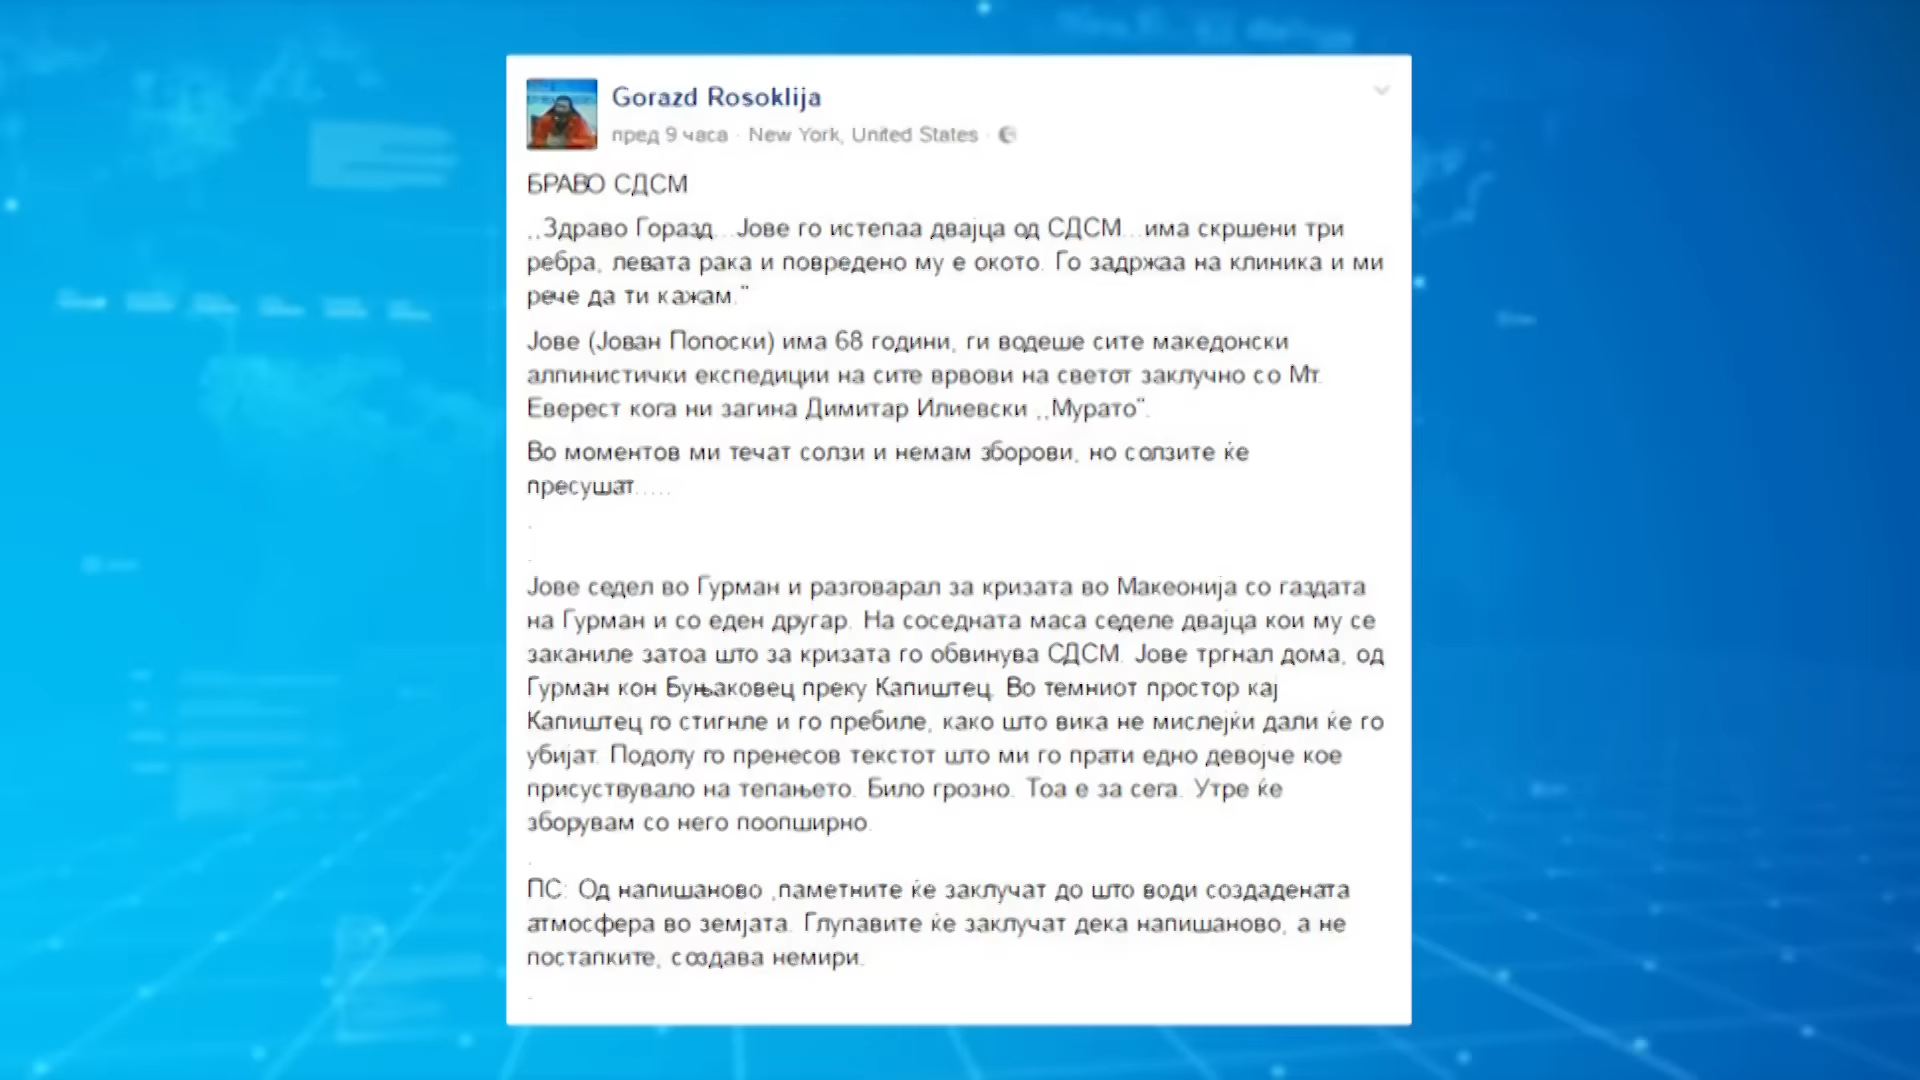 Gorazd Rosoklija
пред 9 часа · New York, United States ·
БРАВО СДСМ
,,Здраво Горазд...Јове го истепаа двајца од СДСМ...има скршени три
ребра, левата рака и повредено му е окото. Го задржаа на клиника и ми
рече да ти кажам."
Јове (Јован Попоски) има 68 години, ги водеше сите македонски
алпинистички експедиции на сите врвови на светот заклучно со Мт.
Еверест кога ни загина Димитар Илиевски ,,Мурато".
Во моментов ми течат солзи и немам зборови, но солзите ќе
пресушат.....
.
.
Јове седел во Гурман и разговарал за кризата во Макеонија со газдата
на Гурман и со еден другар. На соседната маса седеле двајца кои му се
заканиле затоа што за кризата го обвинува СДСМ. Јове тргнал дома, од
Гурман кон Буњаковец преку Капиштец. Во темниот простор кај
Капиштец го стигнле и го пребиле, како што вика не мислејќи дали ќе го
убијат. Подолу го пренесов текстот што ми го прати едно девојче кое
присуствувало на тепањето. Било грозно. Тоа е за сега. Утре ќе
зборувам со него поопширно.
.
ПС: Од напишаново ,паметните ќе заклучат до што води создадената
атмосфера во земјата. Глупавите ќе заклучат дека напишаново, а не
постапките, создава немири.
.